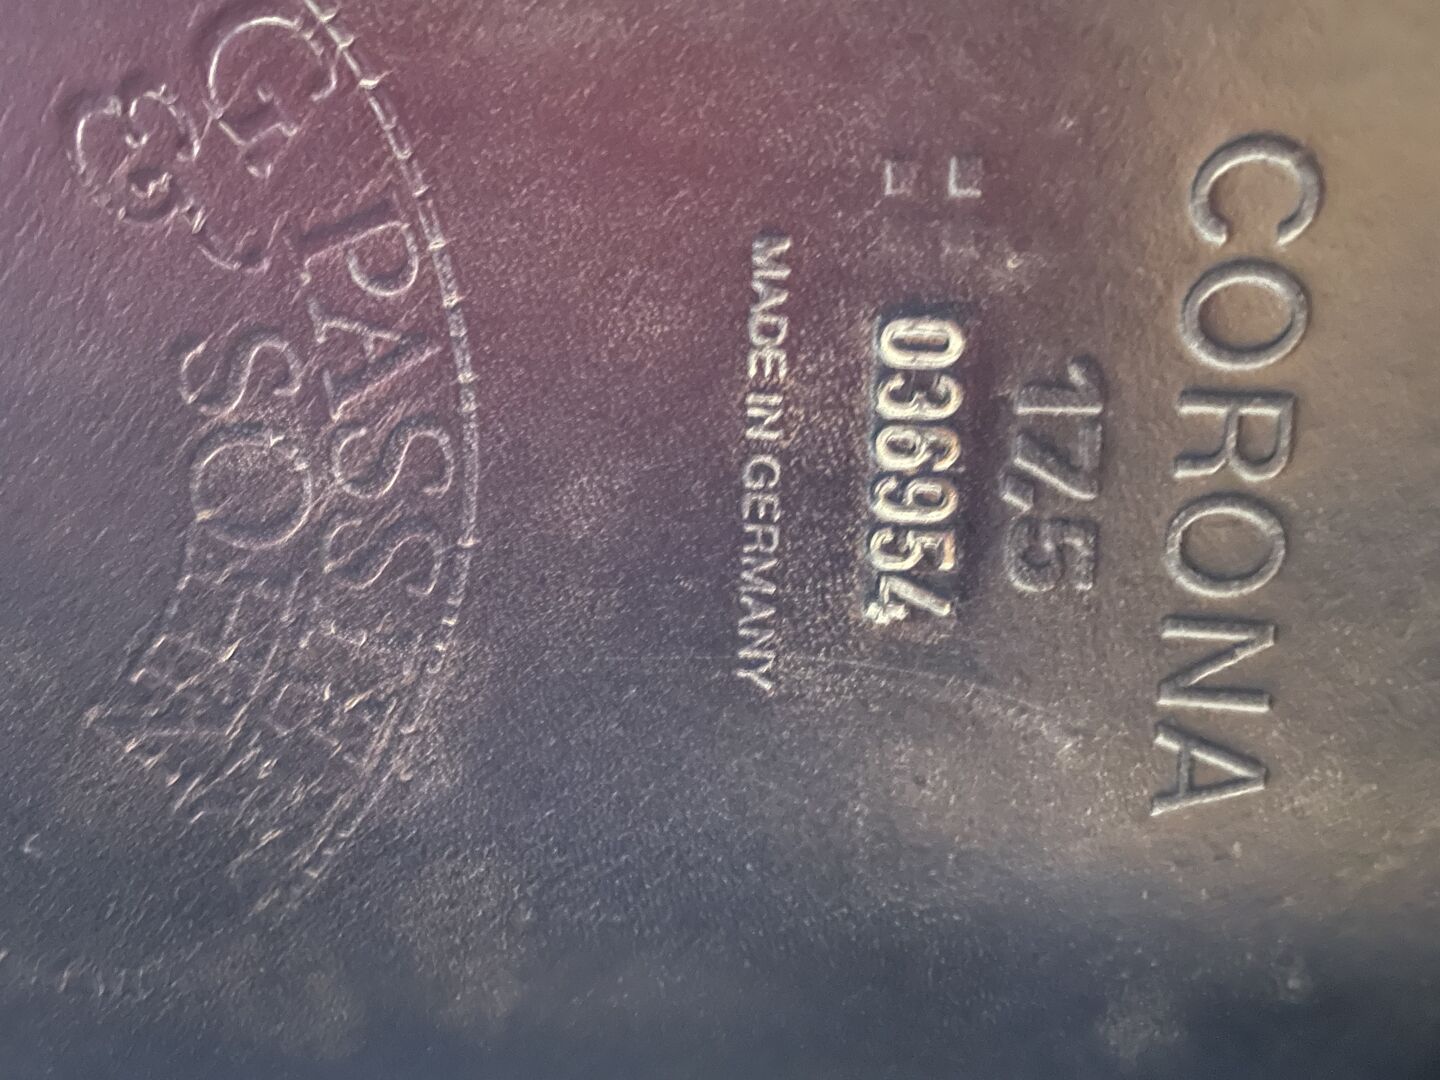 CORONA
17,5
036954
MADE IN GERMANY
G PASSIER
& SOHN